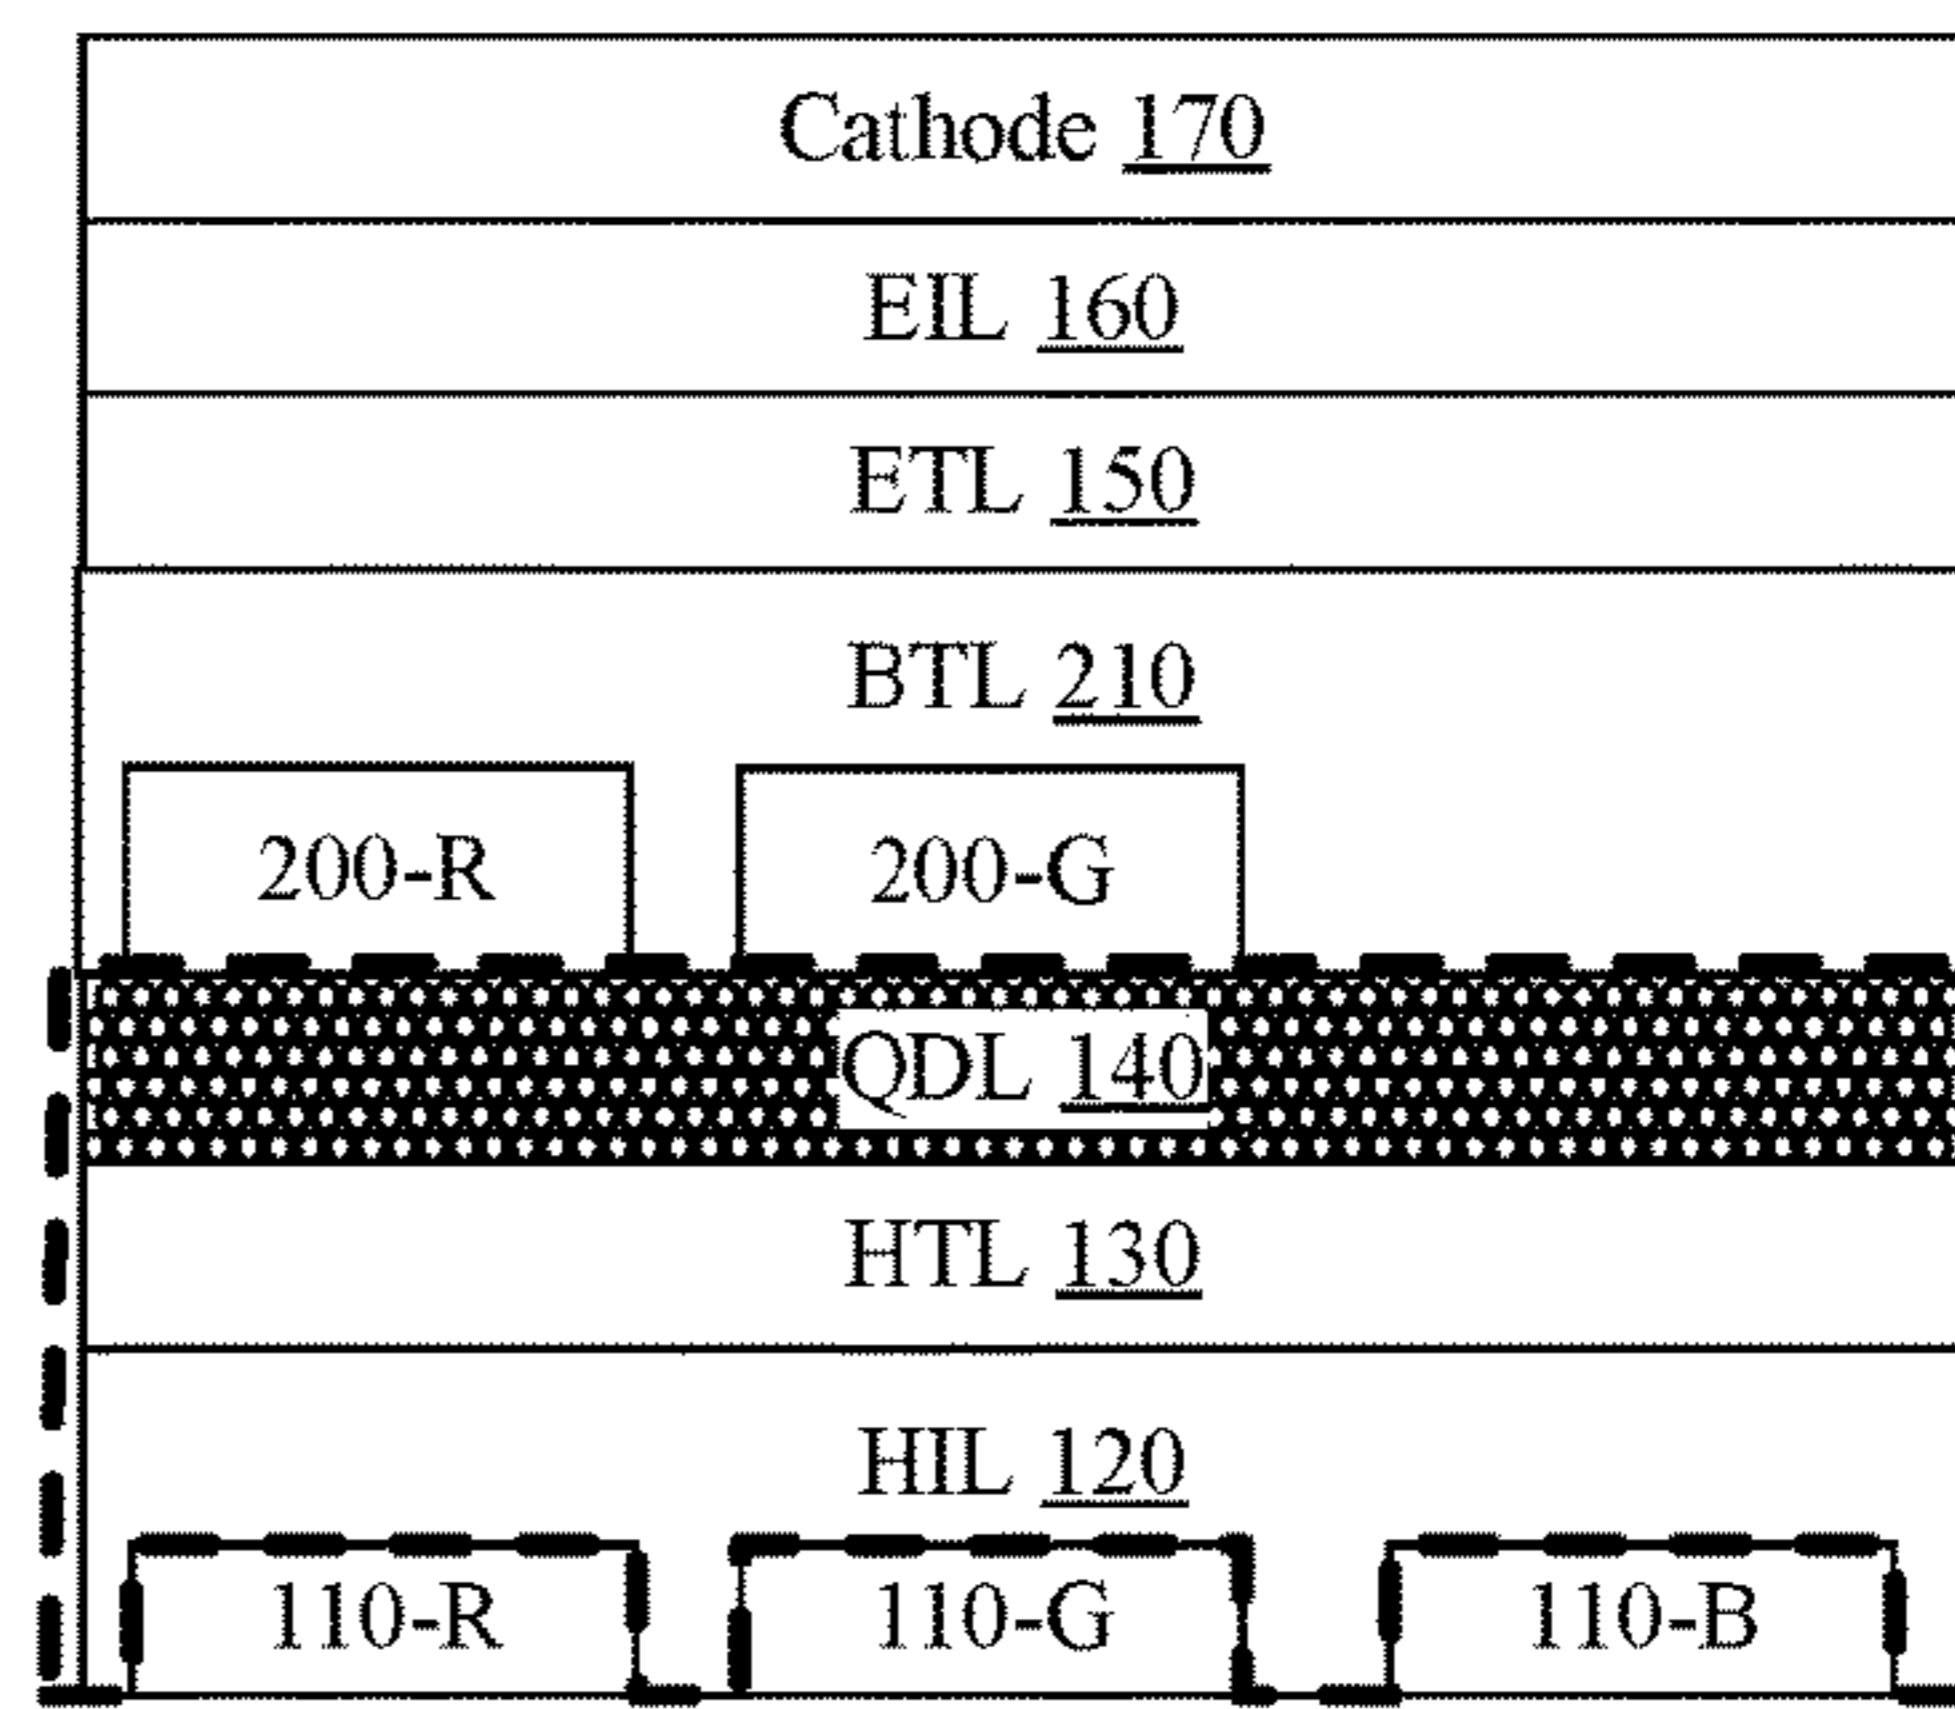 Cathode 170
EIL 160
ETL 150
BTL 210
200-R 200-G
QDL 140
HTL 130
HIL 120
110-R 110-G 110-B